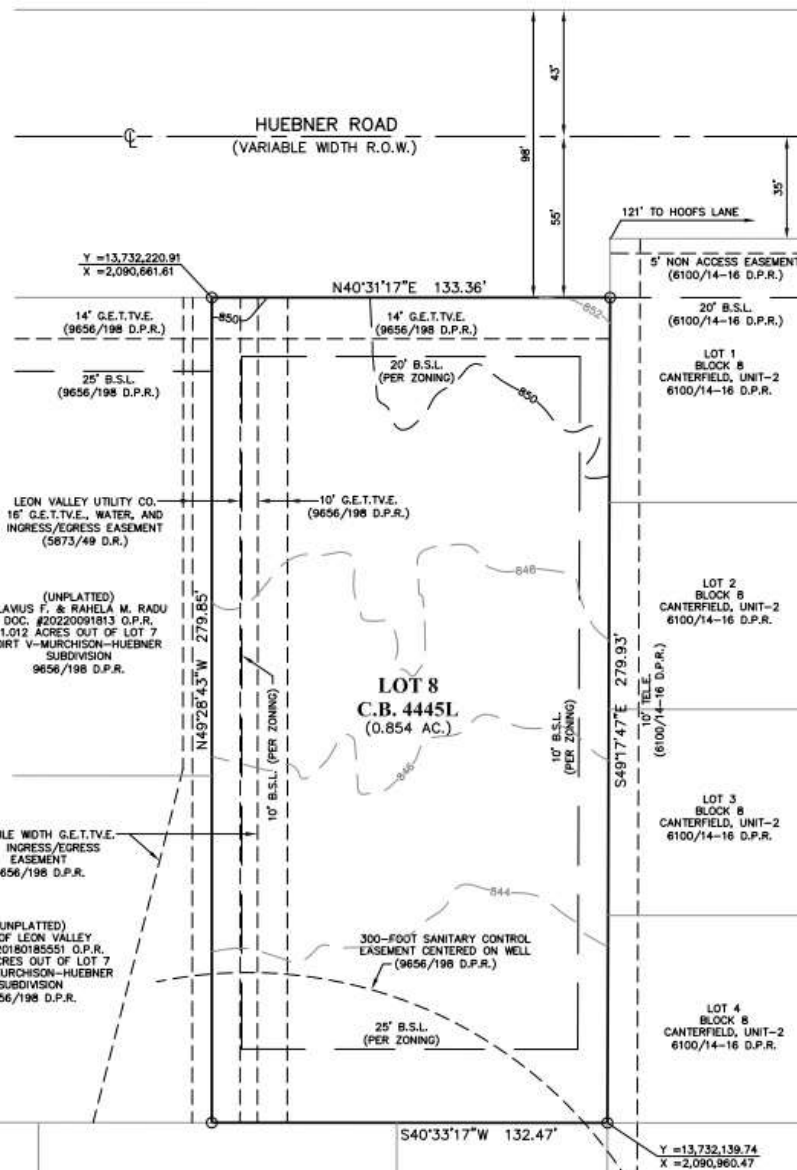 43'
HUEBNER ROAD
℄
(VARIABLE WIDTH R.O.W.)
98'
55'
35'
121' TO HOOFS LANE
Y =13,732,220.91
X =2,090,661.61
5' NON ACCESS EASEMENT
(6100/14-16 D.P.R.)
N40°31'17"E 133.36'
14' G.E.T.TV.E.
(9656/198 D.P.R.)
850
14' G.E.T.TV.E.
(9656/198 D.P.R.)
852
20' B.S.L.
(6100/14-16 D.P.R.)
25' B.S.L.
(9656/198 D.P.R.)
20' B.S.L.
(PER ZONING)
850
LOT 1
BLOCK 8
CANTERFIELD, UNIT-2
6100/14-16 D.P.R.
LEON VALLEY UTILITY CO.
16' G.E.T.TV.E., WATER, AND
INGRESS/EGRESS EASEMENT
(5873/49 D.R.)
10' G.E.T.TV.E.
(9656/198 D.P.R.)
848
(UNPLATTED)
LAVIUS F. & RAHELA M. RADU
DOC. #20220091813 O.P.R.
1.012 ACRES OUT OF LOT 7
DIRT V-MURCHISON-HUEBNER
SUBDIVISION
9656/198 D.P.R.
N49°28'43"W 279.85'
LOT 2
BLOCK 8
CANTERFIELD, UNIT-2
6100/14-16 D.P.R.
LOT 8
C.B. 4445L
(0.854 AC.)
10' B.S.L. (PER ZONING)
10' B.S.L.
(PER ZONING)
S49°17'47"E 279.93'
10' TEL.E.
(6100/14-16 D.P.R.)
846
LOT 3
BLOCK 8
CANTERFIELD, UNIT-2
6100/14-16 D.P.R.
LE WIDTH G.E.T.TV.E.
INGRESS/EGRESS
EASEMENT
656/198 D.P.R.
844
UNPLATTED)
OF LEON VALLEY
20180185551 O.P.R.
CRES OUT OF LOT 7
URCHISON-HUEBNER
SUBDIVISION
56/198 D.P.R.
300-FOOT SANITARY CONTROL
EASEMENT CENTERED ON WELL
(9656/198 D.P.R.)
25' B.S.L.
(PER ZONING)
LOT 4
BLOCK 8
CANTERFIELD, UNIT-2
6100/14-16 D.P.R.
S40°33'17"W 132.47'
Y =13,732,139.74
X =2,090,960.47